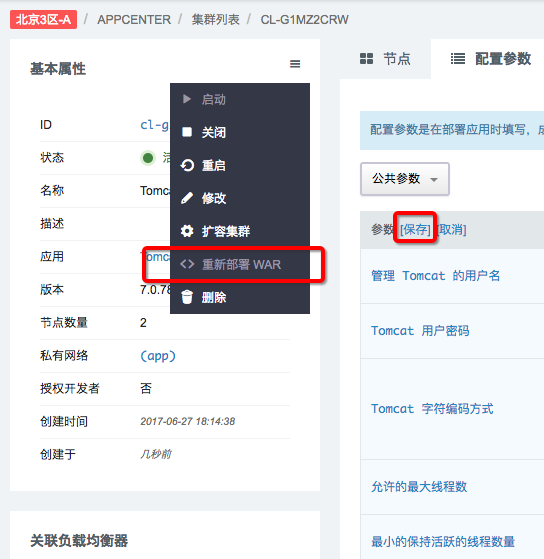 北京3区-A / APPCENTER / 集群列表 / CL-G1MZ2CRW
基本属性
ID cl-g
状态 活
名称 Tomca
描述
应用 Tomc
版本 7.0.78
节点数量 2
私有网络 (app)
授权开发者 否
创建时间 2017-06-27 18:14:38
创建于 几秒前
启动
关闭
重启
修改
扩容集群
重新部署 WAR
删除
关联负载均衡器
节点 配置参数
配置参数是在部署应用时填写,
公共参数
参数 [保存] [取消]
管理 Tomcat 的用户名
Tomcat 用户密码
Tomcat 字符编码方式
允许的最大线程数
最小的保持活跃的线程数量